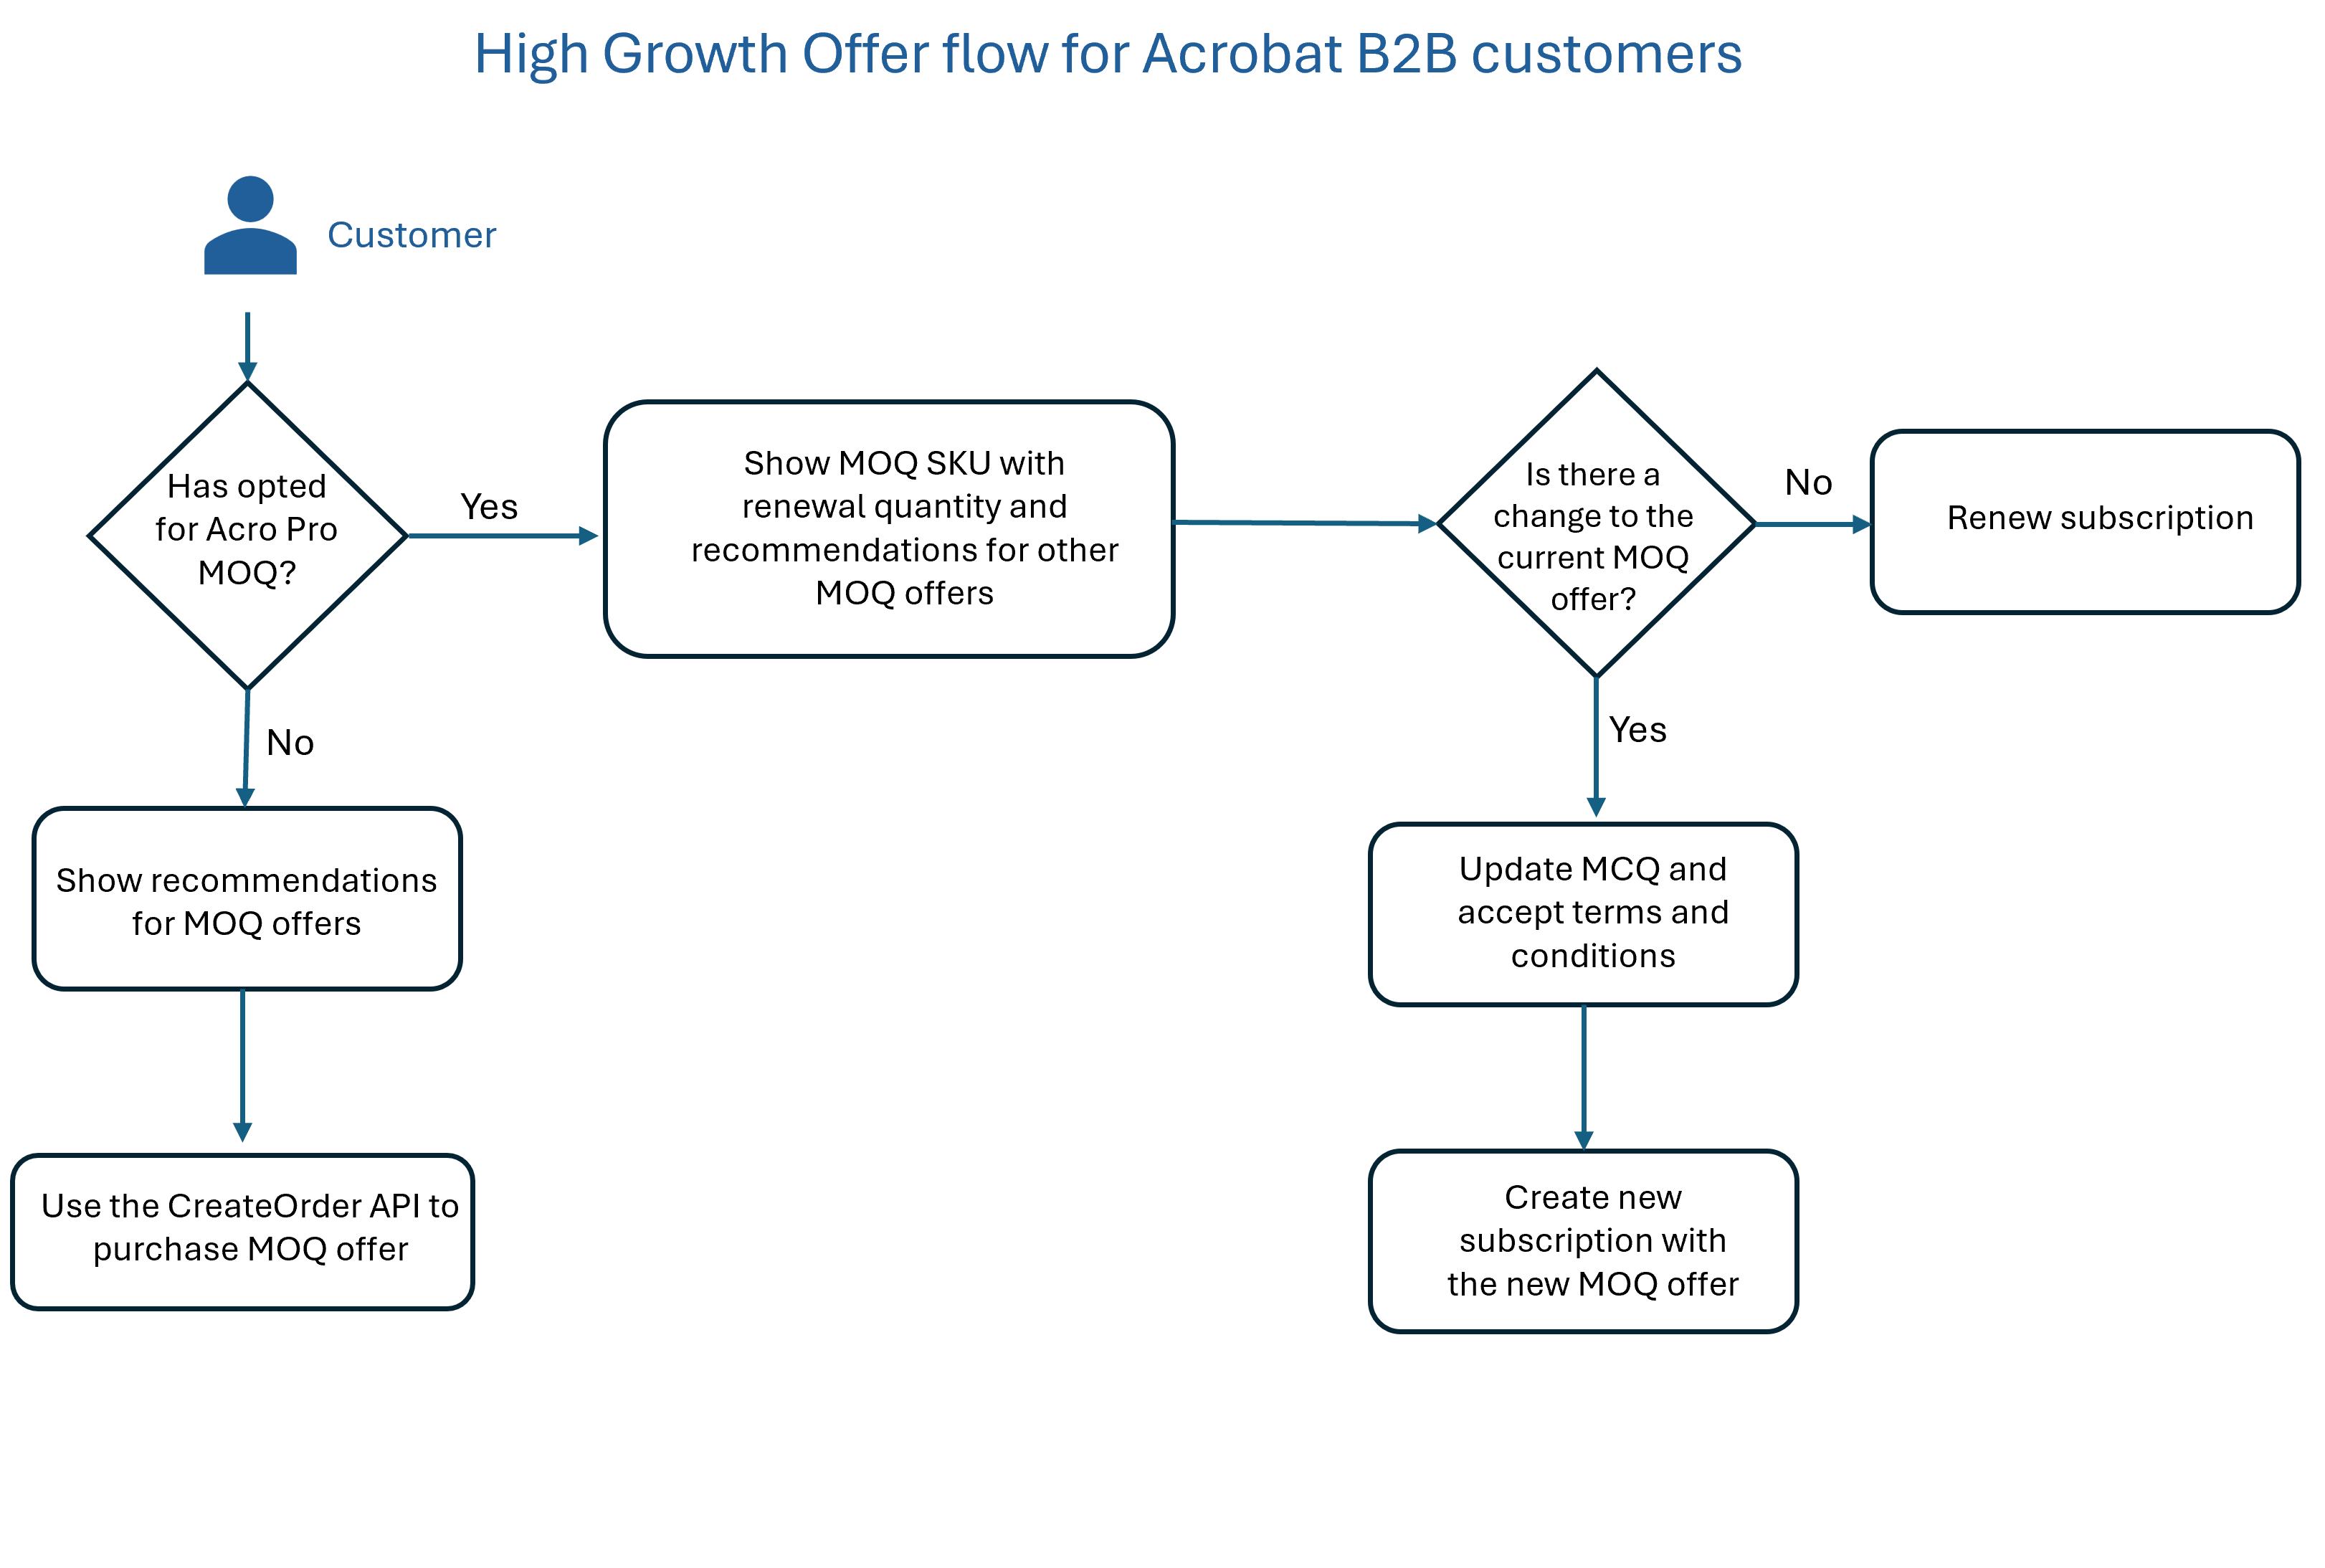 High Growth Offer flow for Acrobat B2B customers
Customer
Has opted
for Acro Pro
MOQ?
Yes
Show MOQ SKU with
renewal quantity and
recommendations for other
MOQ offers
Is there a
change to the
current MOQ
offer?
No
Renew subscription
No
Yes
Show recommendations
for MOQ offers
Update MCQ and
accept terms and
conditions
Use the CreateOrder API to
purchase MOQ offer
Create new
subscription with
the new MOQ offer